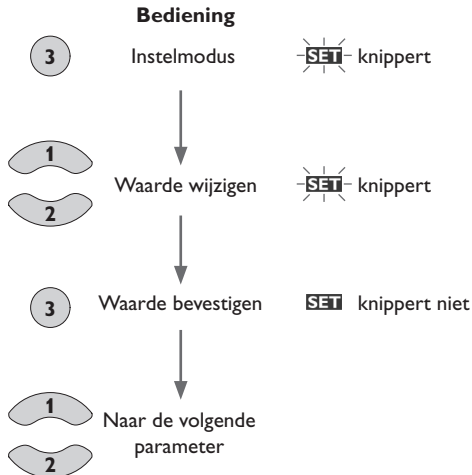 Bediening
3 Instelmodus SET knippert
1
Waarde wijzigen SET knippert
2
3 Waarde bevestigen SET knippert niet
1
Naar de volgende
parameter
2